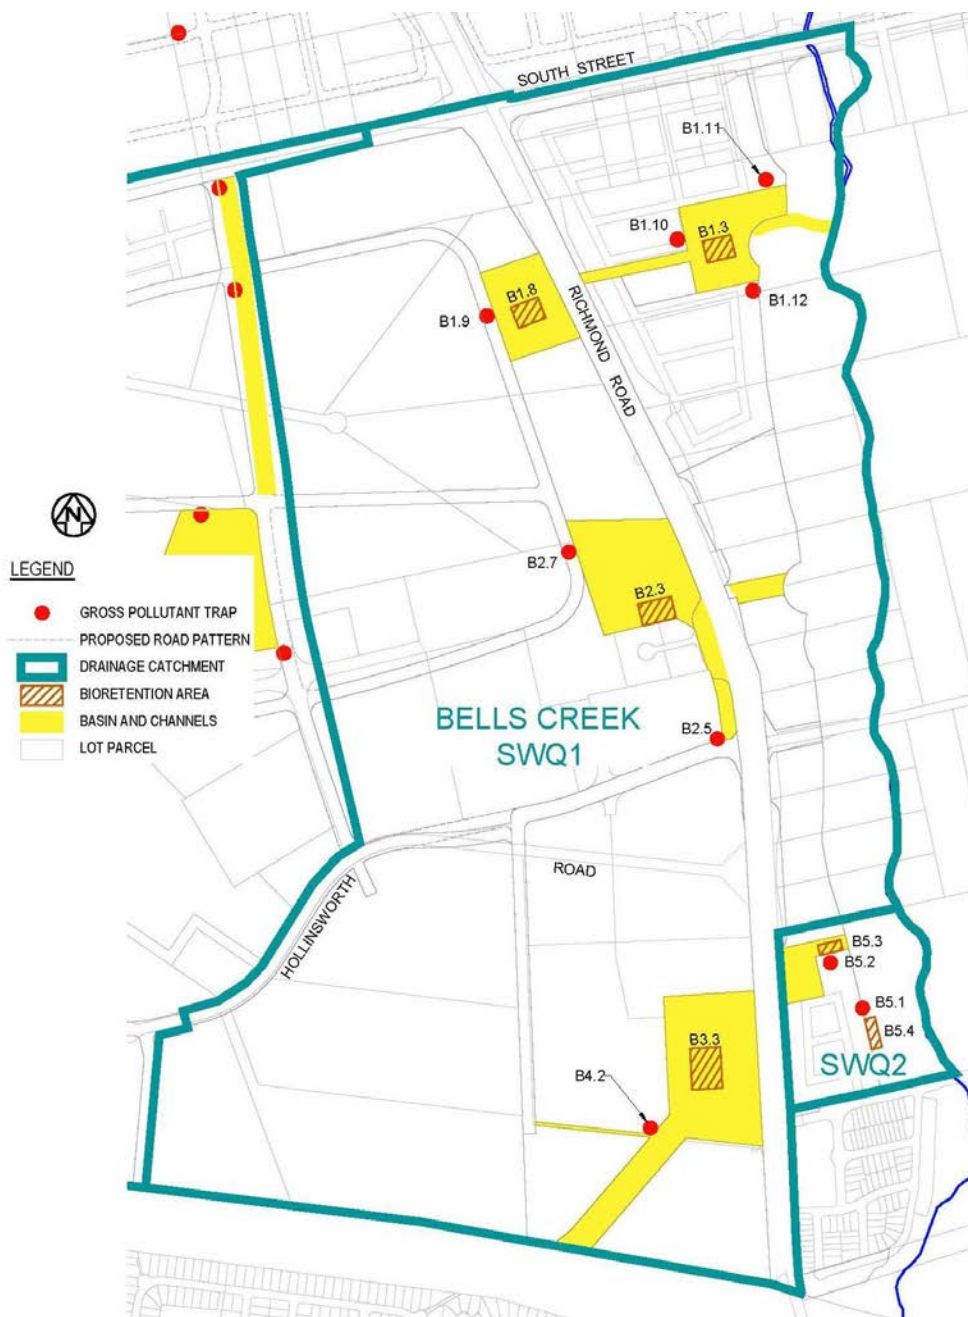 SOUTH STREET
B1.11
B1.10
B1.3
B1.12
B1.8
B1.9
RICHMOND ROAD
N
LEGEND
GROSS POLLUTANT TRAP
PROPOSED ROAD PATTERN
DRAINAGE CATCHMENT
BIORETENTION AREA
BASIN AND CHANNELS
LOT PARCEL
B2.7
B2.3
BELLS CREEK
SWQ1
B2.5
HOLLINSWORTH ROAD
B5.3
B5.2
B5.1
B5.4
SWQ2
B3.3
B4.2